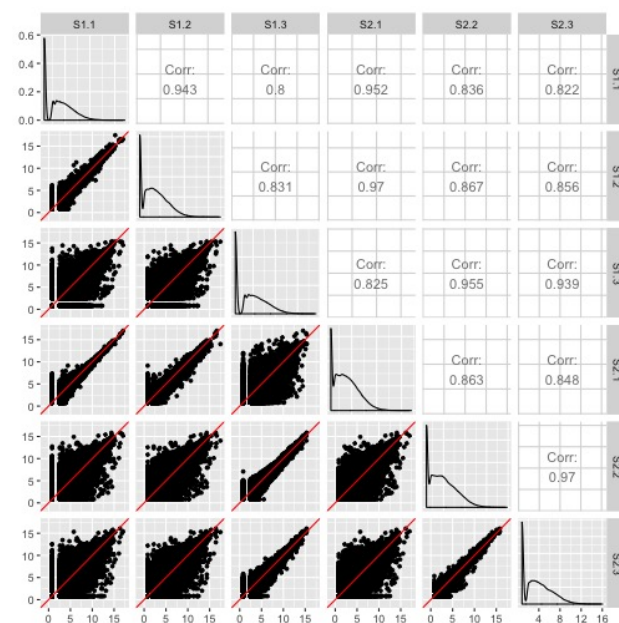 S1.1 S1.2 S1.3 S2.1 S2.2 S2.3
0.6
0.4
0.2
0.0
Corr:
0.943
Corr:
0.8
Corr:
0.952
Corr:
0.836
Corr:
0.822
S1.1
15
10
5
0
Corr:
0.831
Corr:
0.97
Corr:
0.867
Corr:
0.856
S1.2
15
10
5
0
Corr:
0.825
Corr:
0.955
Corr:
0.939
S1.3
15
10
5
0
Corr:
0.863
Corr:
0.848
S2.1
15
10
5
0
Corr:
0.97
S2.2
15
10
5
0
S2.3
0 5 10 15 0 5 10 15 0 5 10 15 0 5 10 15 0 5 10 15 4 8 12 16